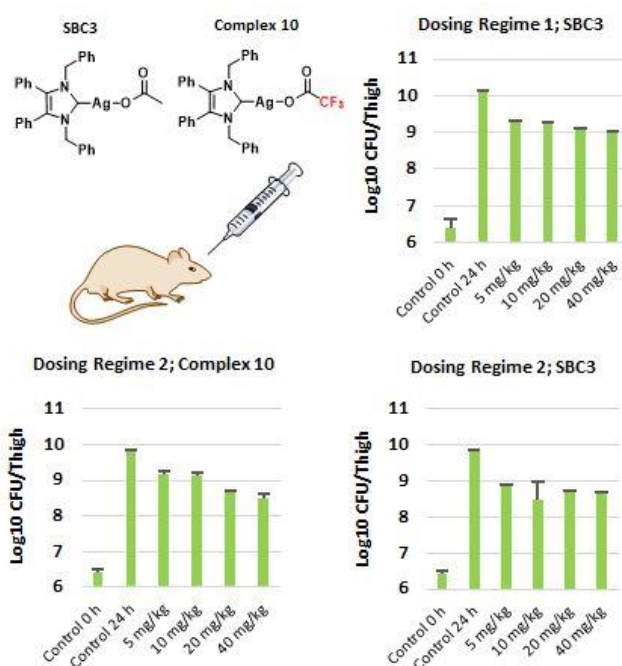 SBC3
Complex 10
Ph
Ph
Ph
N
N
Ag
O
O
Ph
Ph
Ph
Ph
Ph
N
N
Ag
O
O
CF3
Ph
Dosing Regime 1; SBC3
Log10 CFU/Thigh
11
10
9
8
7
6
Control 0 h
Control 24 h
5 mg/kg
10 mg/kg
20 mg/kg
40 mg/kg
Dosing Regime 2; Complex 10
Log10 CFU/Thigh
11
10
9
8
7
6
Control 0 h
Control 24 h
5 mg/kg
10 mg/kg
20 mg/kg
40 mg/kg
Dosing Regime 2; SBC3
Log10 CFU/Thigh
11
10
9
8
7
6
Control 0 h
Control 24 h
5 mg/kg
10 mg/kg
20 mg/kg
40 mg/kg